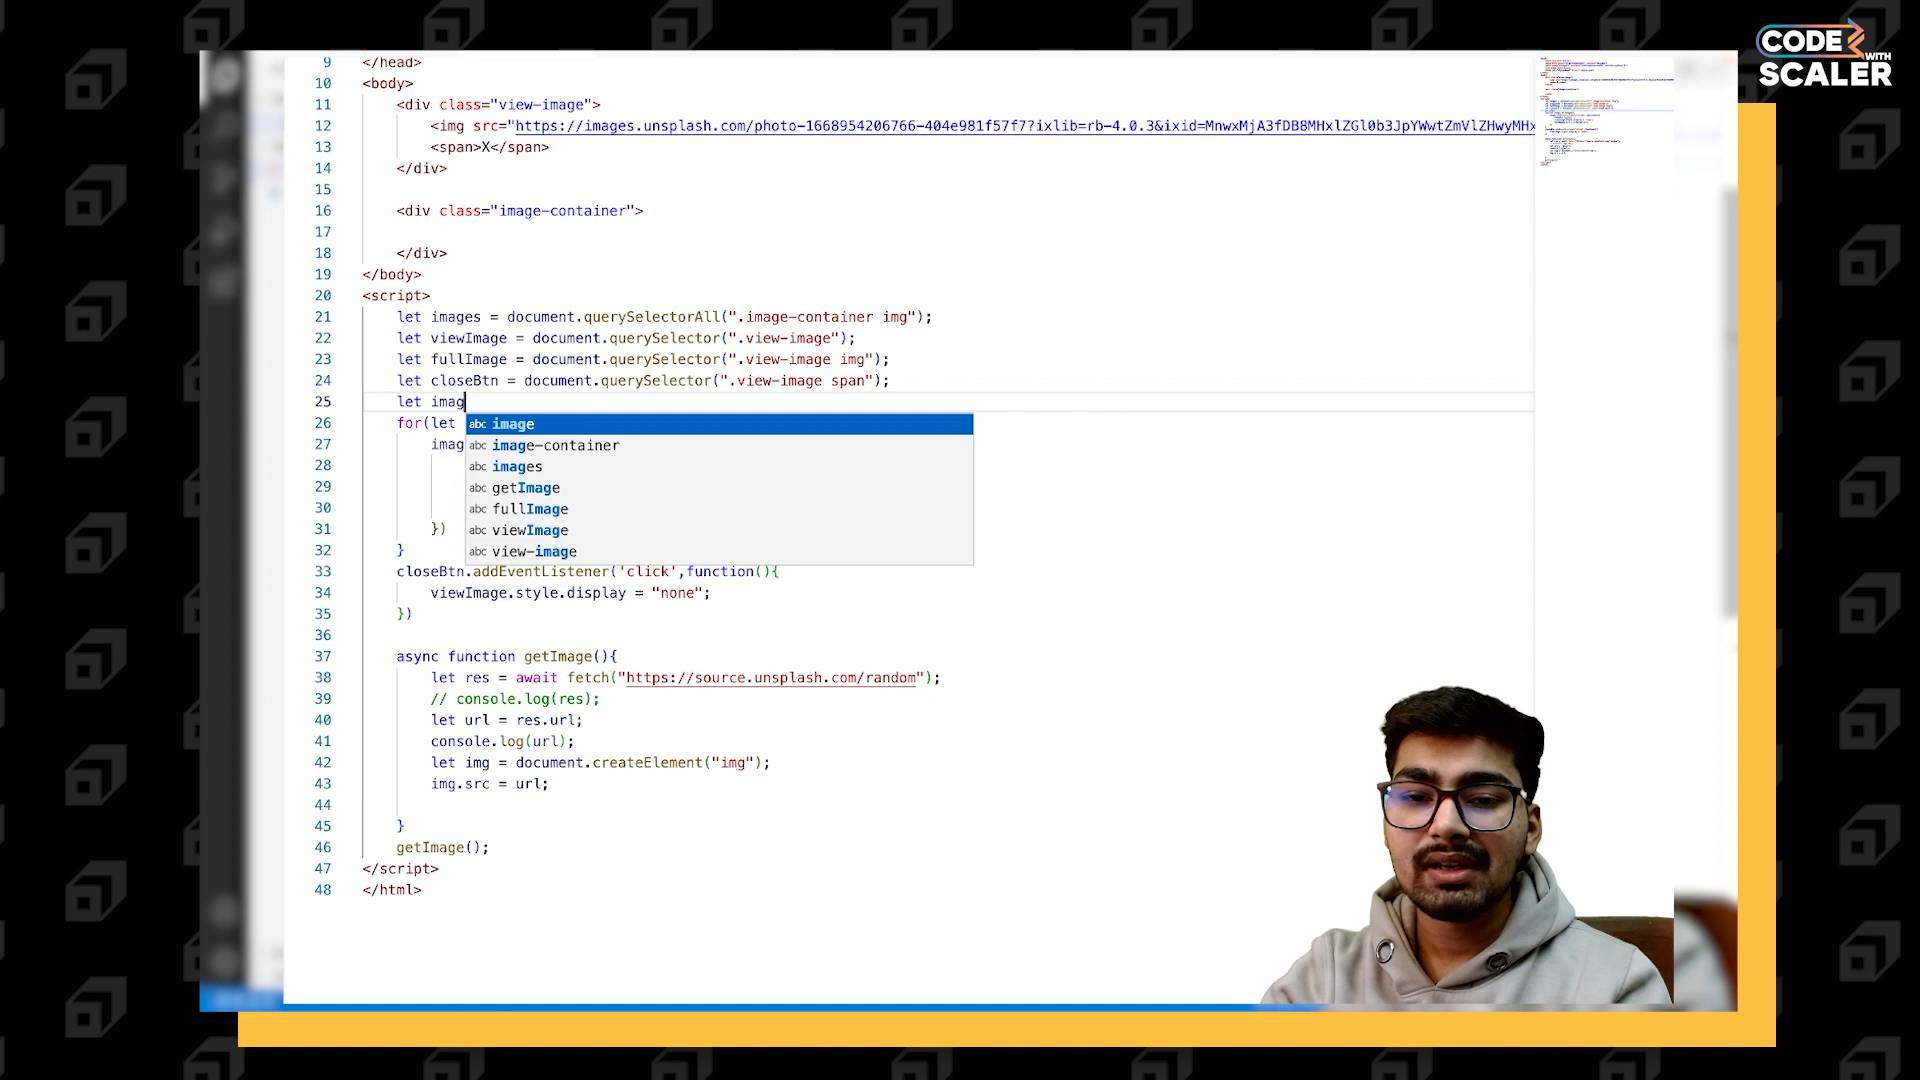 CODE
WITH
SCALER
9 </head>
10 <body>
11 <div class="view-image">
12 <img src="https://images.unsplash.com/photo-1668954206766-404e981f57f7?ixlib=rb-4.0.3&ixid=MnwxMjA3fDB8MHxlZGl0b3JpYWwtZmVlZHwyMHx
13 <span>X</span>
14 </div>
15
16 <div class="image-container">
17
18 </div>
19 </body>
20 <script>
21 let images = document.querySelectorAll(".image-container img");
22 let viewImage = document.querySelector(".view-image");
23 let fullImage = document.querySelector(".view-image img");
24 let closeBtn = document.querySelector(".view-image span");
25 let imag
26 for(let
abc image
27 imag
abc image-container
28
abc images
29
abc getImage
30
abc fullImage
31 })
abc viewImage
32 }
abc view-image
33 closeBtn.addEventListener('click',function(){
34 viewImage.style.display = "none";
35 })
36
37 async function getImage(){
38 let res = await fetch("https://source.unsplash.com/random");
39 // console.log(res);
40 let url = res.url;
41 console.log(url);
42 let img = document.createElement("img");
43 img.src = url;
44
45 }
46 getImage();
47 </script>
48 </html>